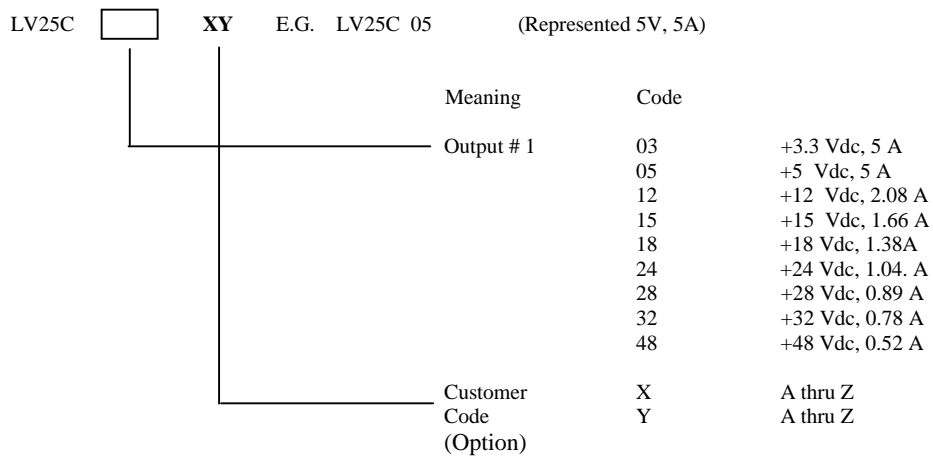 LV25C XY E.G. LV25C 05 (Represented 5V, 5A)
Meaning Code
Output # 1 03 +3.3 Vdc, 5 A
05 +5 Vdc, 5 A
12 +12 Vdc, 2.08 A
15 +15 Vdc, 1.66 A
18 +18 Vdc, 1.38A
24 +24 Vdc, 1.04. A
28 +28 Vdc, 0.89 A
32 +32 Vdc, 0.78 A
48 +48 Vdc, 0.52 A
Customer X A thru Z
Code Y A thru Z
(Option)